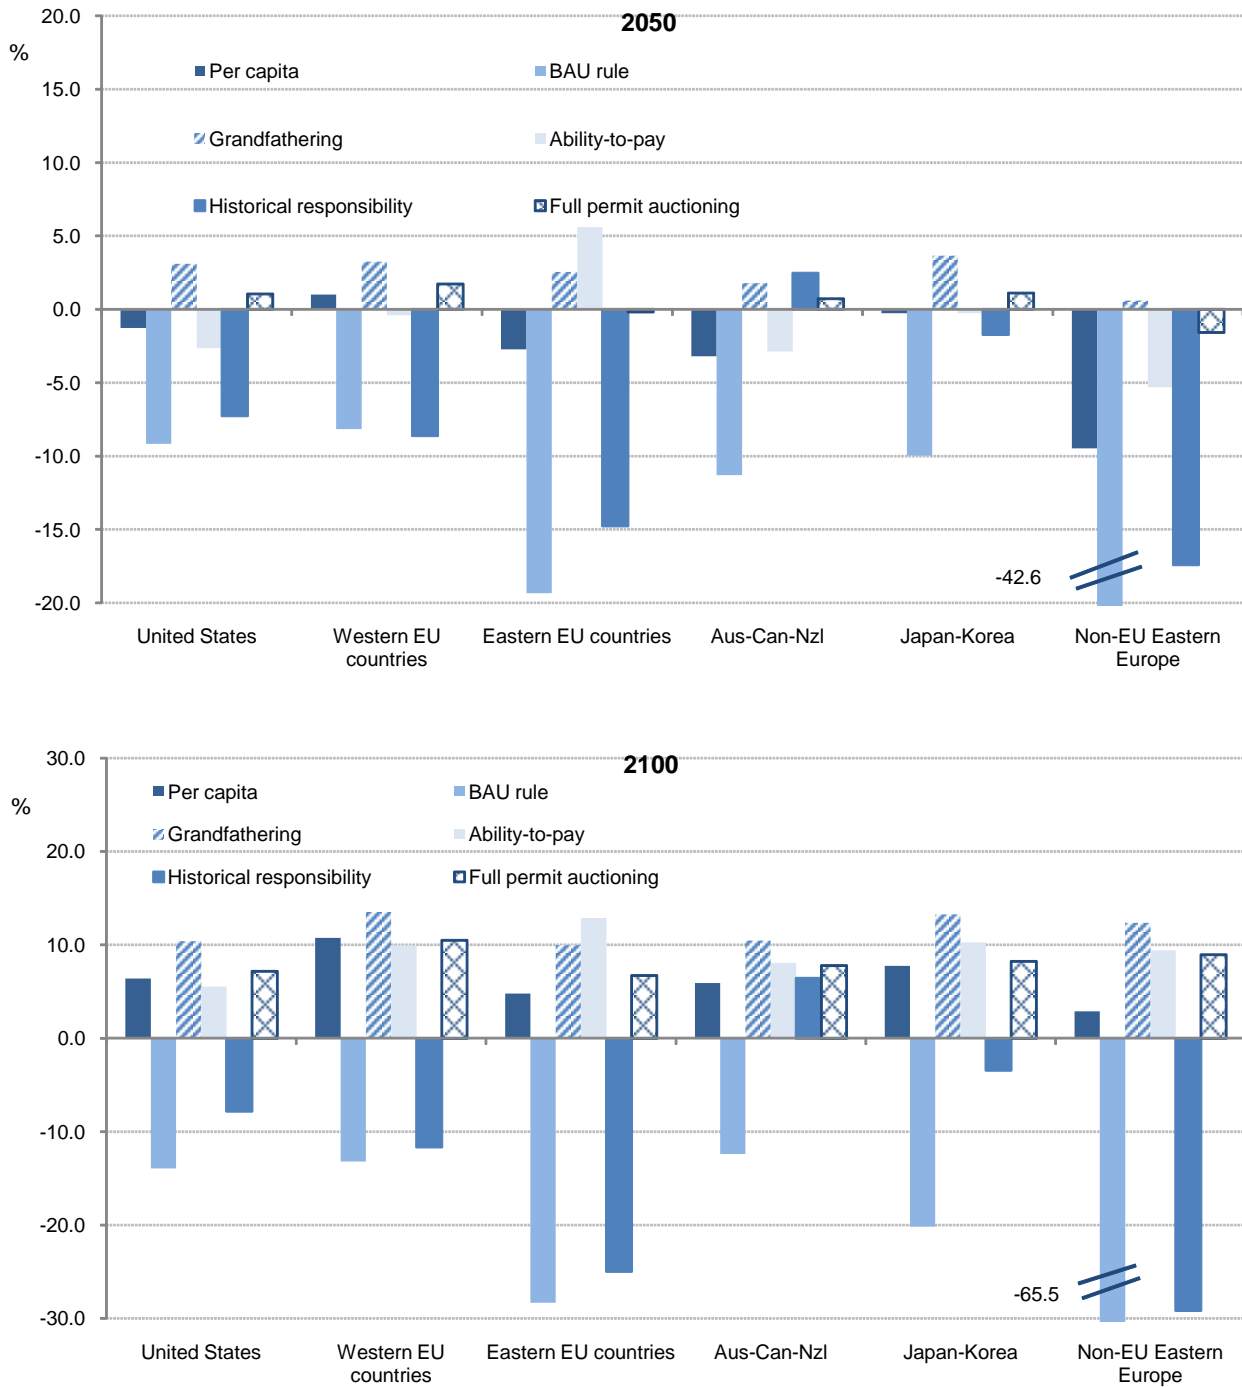 2050
20.0
%
Per capita
BAU rule
15.0
Grandfathering
Ability-to-pay
10.0
Historical responsibility
Full permit auctioning
5.0
0.0
-5.0
-10.0
-15.0
-42.6
-20.0
United States
Western EU
countries
Eastern EU countries
Aus-Can-Nzl
Japan-Korea
Non-EU Eastern
Europe
30.0
2100
%
Per capita
BAU rule
Grandfathering
Ability-to-pay
20.0
Historical responsibility
Full permit auctioning
10.0
0.0
-10.0
-20.0
-65.5
-30.0
United States
Western EU
countries
Eastern EU countries
Aus-Can-Nzl
Japan-Korea
Non-EU Eastern
Europe